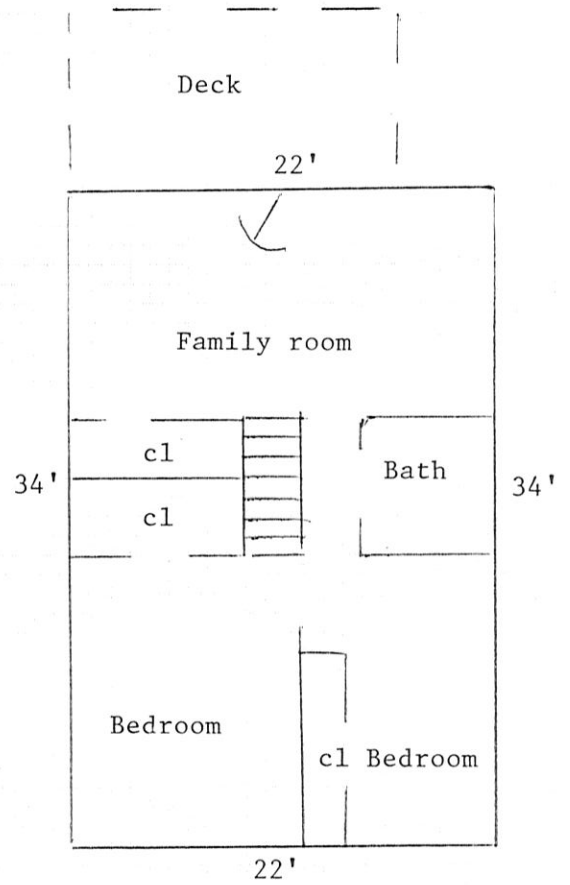 Deck
22'
Family room
cl
Bath
34'
34'
cl
Bedroom
cl Bedroom
22'